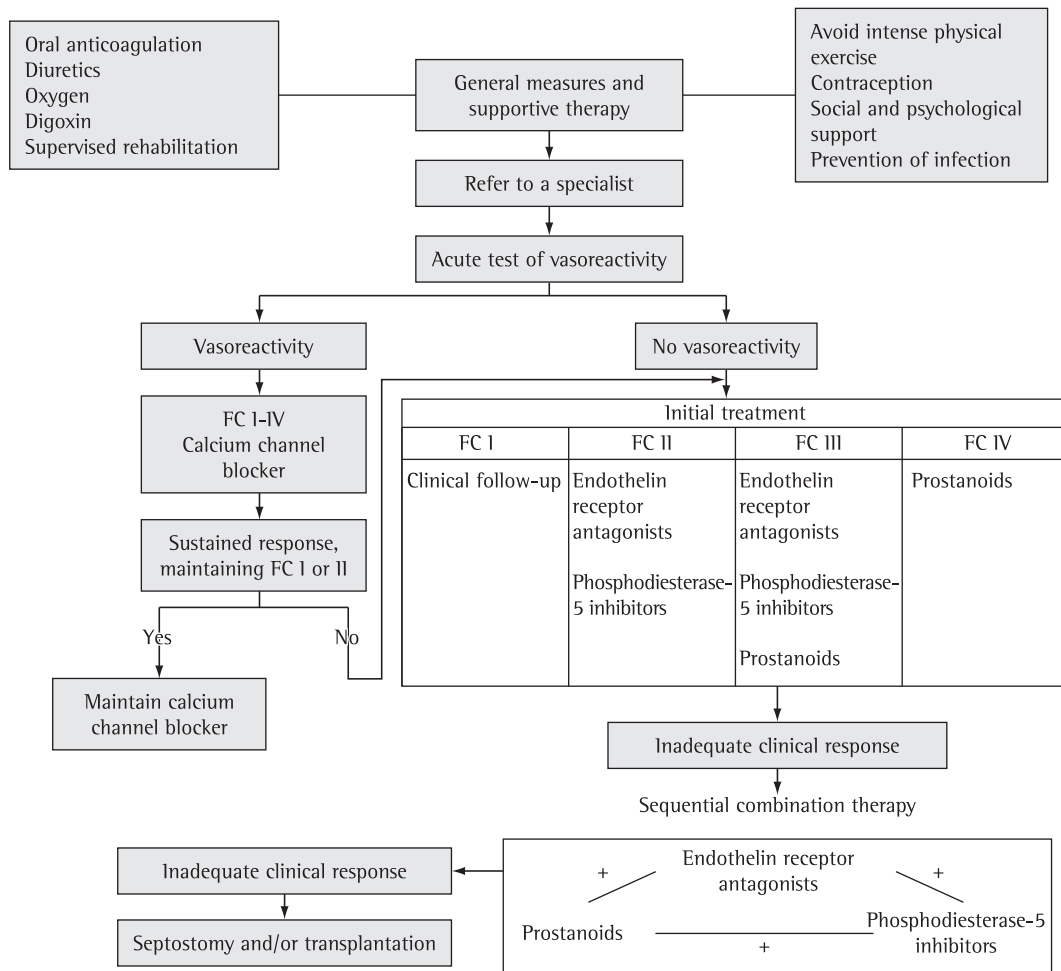 Oral anticoagulation
Diuretics
Oxygen
Digoxin
Supervised rehabilitation
General measures and
supportive therapy
Avoid intense physical
exercise
Contraception
Social and psychological
support
Prevention of infection
Refer to a specialist
Acute test of vasoreactivity
Vasoreactivity
No vasoreactivity
FC I-IV
Calcium channel
blocker
Sustained response,
maintaining FC I or II
Yes
No
Maintain calcium
channel blocker
Initial treatment
FC I
FC II
FC III
FC IV
Clinical follow-up
Endothelin
receptor
antagonists
Phosphodiesterase-
5 inhibitors
Endothelin
receptor
antagonists
Phosphodiesterase-
5 inhibitors
Prostanoids
Prostanoids
Inadequate clinical response
Sequential combination therapy
+
Endothelin receptor
antagonists
+
Prostanoids
+
Phosphodiesterase-5
inhibitors
Inadequate clinical response
Septostomy and/or transplantation